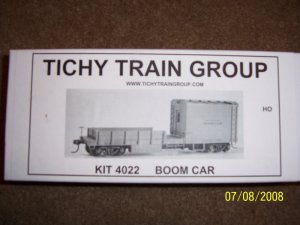 TICHY TRAIN GROUP
WWW.TICHYTRAINGROUP.COM
HO
KIT 4022 BOOM CAR
07/08/2008